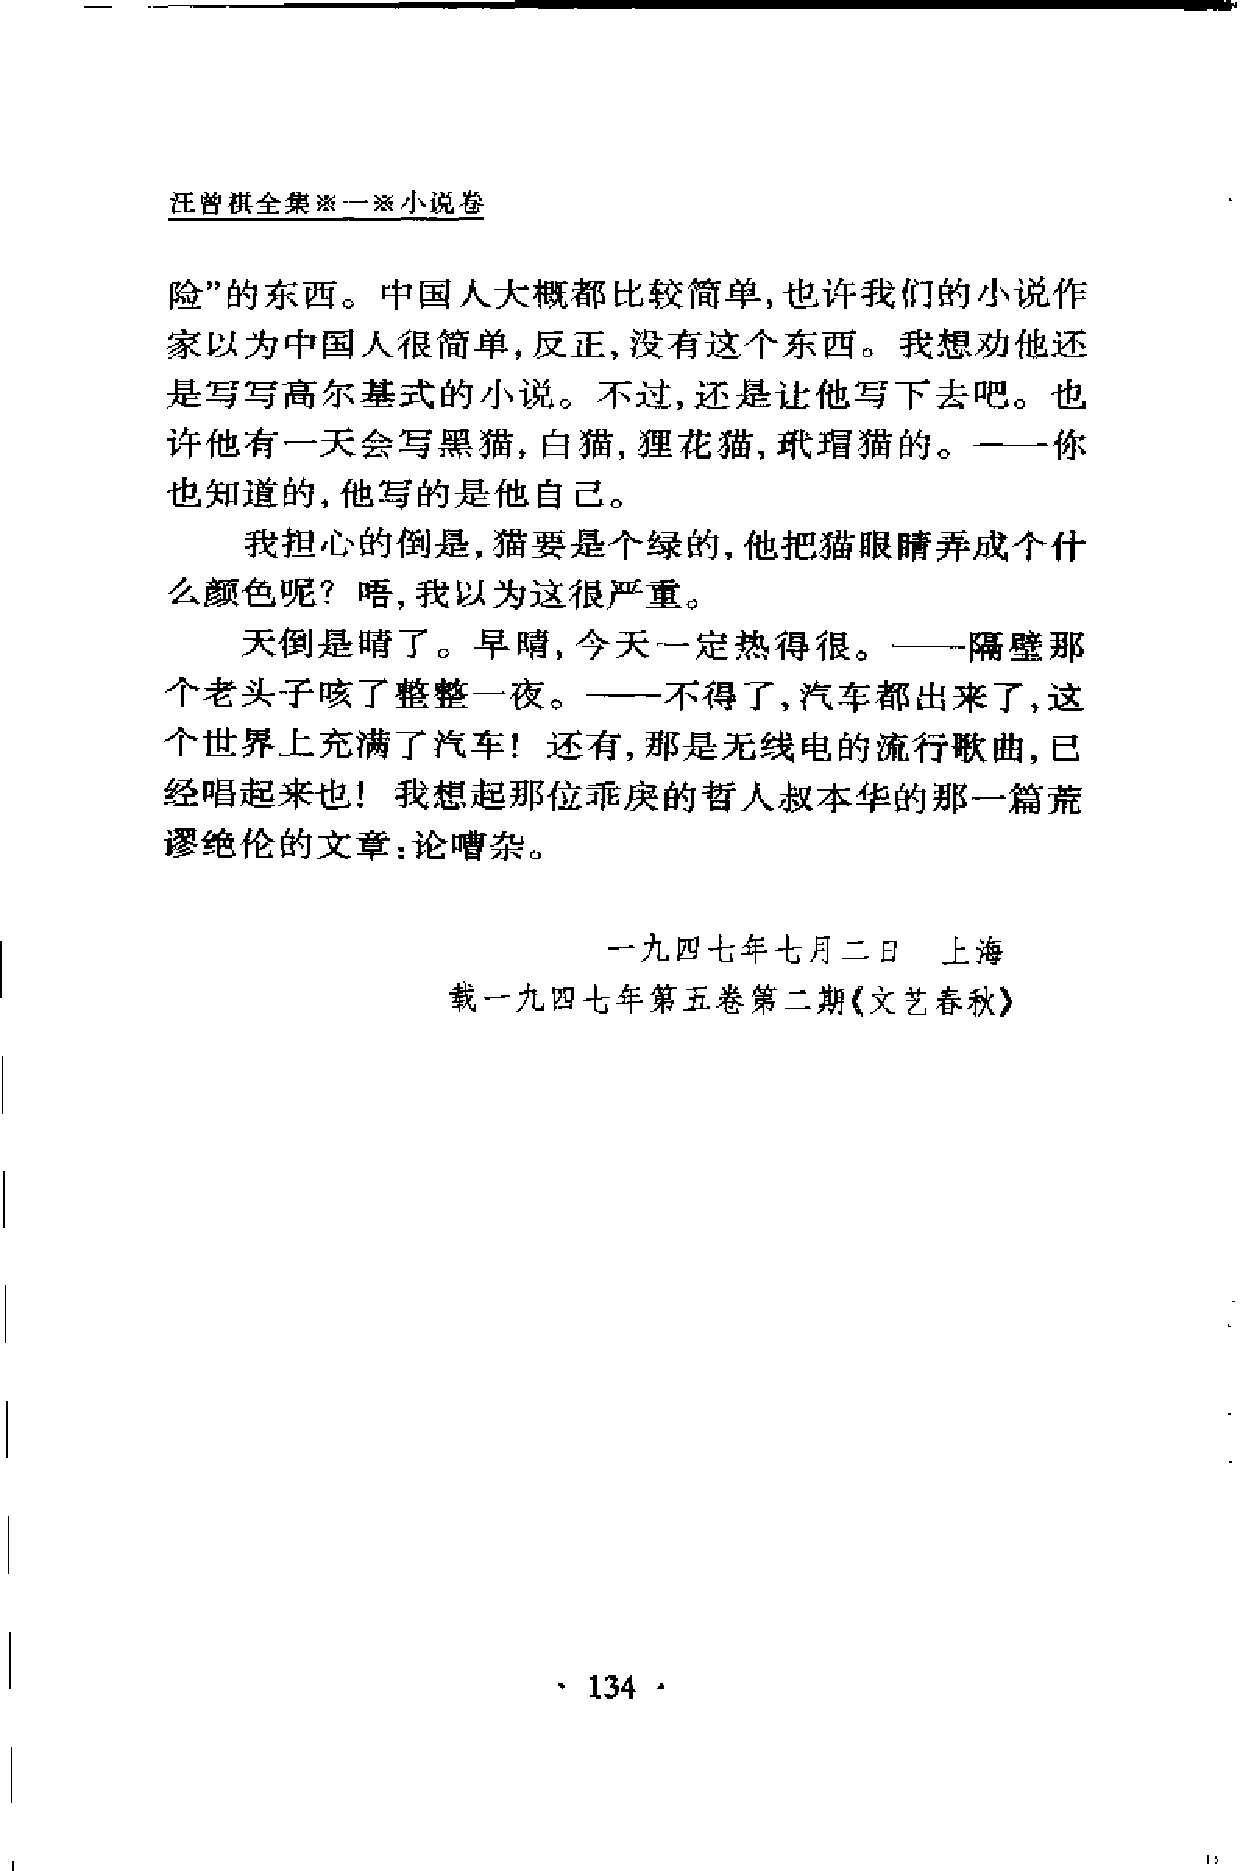 汪曾祺全集※一※小说卷
险”的东西。中国人大概都比较简单,也许我们的小说作
家以为中国人很简单,反正,没有这个东西。我想劝他还
是写写高尔基式的小说。不过,还是让他写下去吧。也
许他有一天会写黑猫,白猫,狸花猫,玳瑁猫的。——你
也知道的,他写的是他自己。
我担心的倒是,猫要是个绿的,他把猫眼睛弄成个什
么颜色呢?唔,我以为这很严重。
天倒是晴了。早晴,今天一定热得很。——隔壁那
个老头子咳了整整一夜。——不得了,汽车都出来了,这
个世界上充满了汽车!还有,那是无线电的流行歌曲,已
经唱起来也!我想起那位乖戾的哲人叔本华的那一篇荒
谬绝伦的文章:论嘈杂。
一九四七年七月二日 上海
载一九四七年第五卷第二期《文艺春秋》
· 134 ·